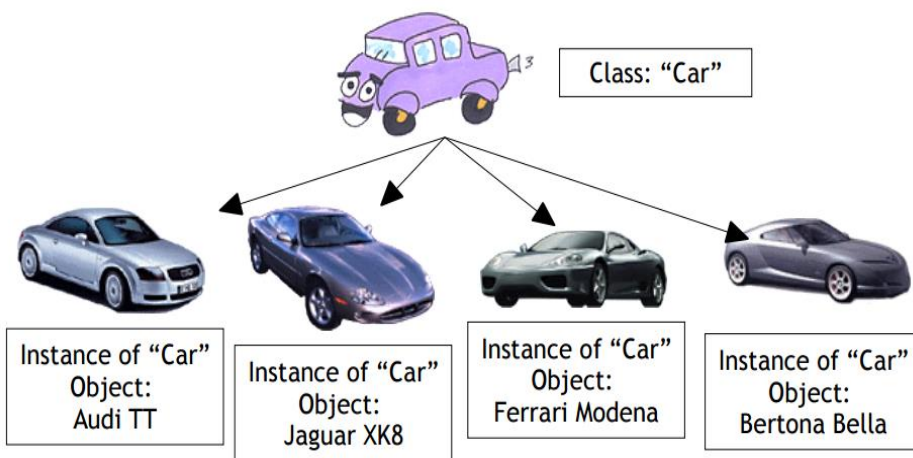 3
Class: “Car”
Instance of “Car”
Object:
Audi TT
Instance of “Car”
Object:
Jaguar XK8
Instance of “Car”
Object:
Ferrari Modena
Instance of “Car”
Object:
Bertona Bella